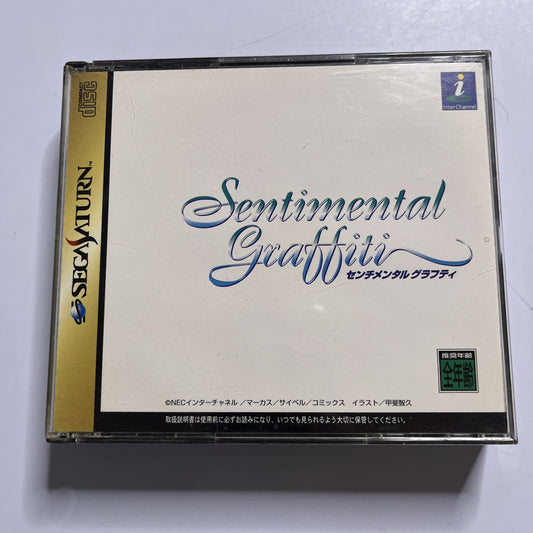 COMPACT
disc
SEGA SATURN™
i
InterChannel
Sentimental
Graffiti
センチメンタル グラフティ
推奨年齢
全年齢
©NECインターチャネル／マーカス／サイベル／コミックス　イラスト／甲斐智久
取扱説明書は使用前に必ずお読みになり、いつでも見られるよう大切に保管してください。